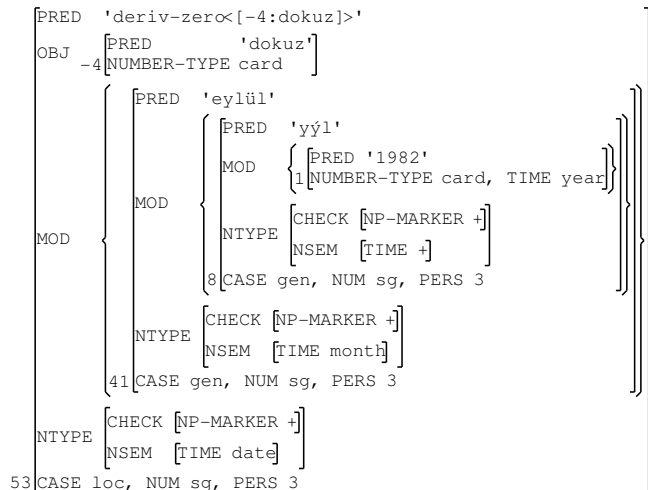 PRED 'deriv-zero<[-4:dokuz]>'
PRED 'dokuz'
OBJ
-4 NUMBER-TYPE card
PRED 'eylül'
PRED 'yýl'
PRED '1982'
MOD
1 NUMBER-TYPE card, TIME year
MOD
CHECK NP-MARKER +
MOD
NTYPE
NSEM TIME +
8 CASE gen, NUM sg, PERS 3
CHECK NP-MARKER +
NTYPE
NSEM TIME month
41 CASE gen, NUM sg, PERS 3
CHECK NP-MARKER +
NTYPE
NSEM TIME date
53 CASE loc, NUM sg, PERS 3